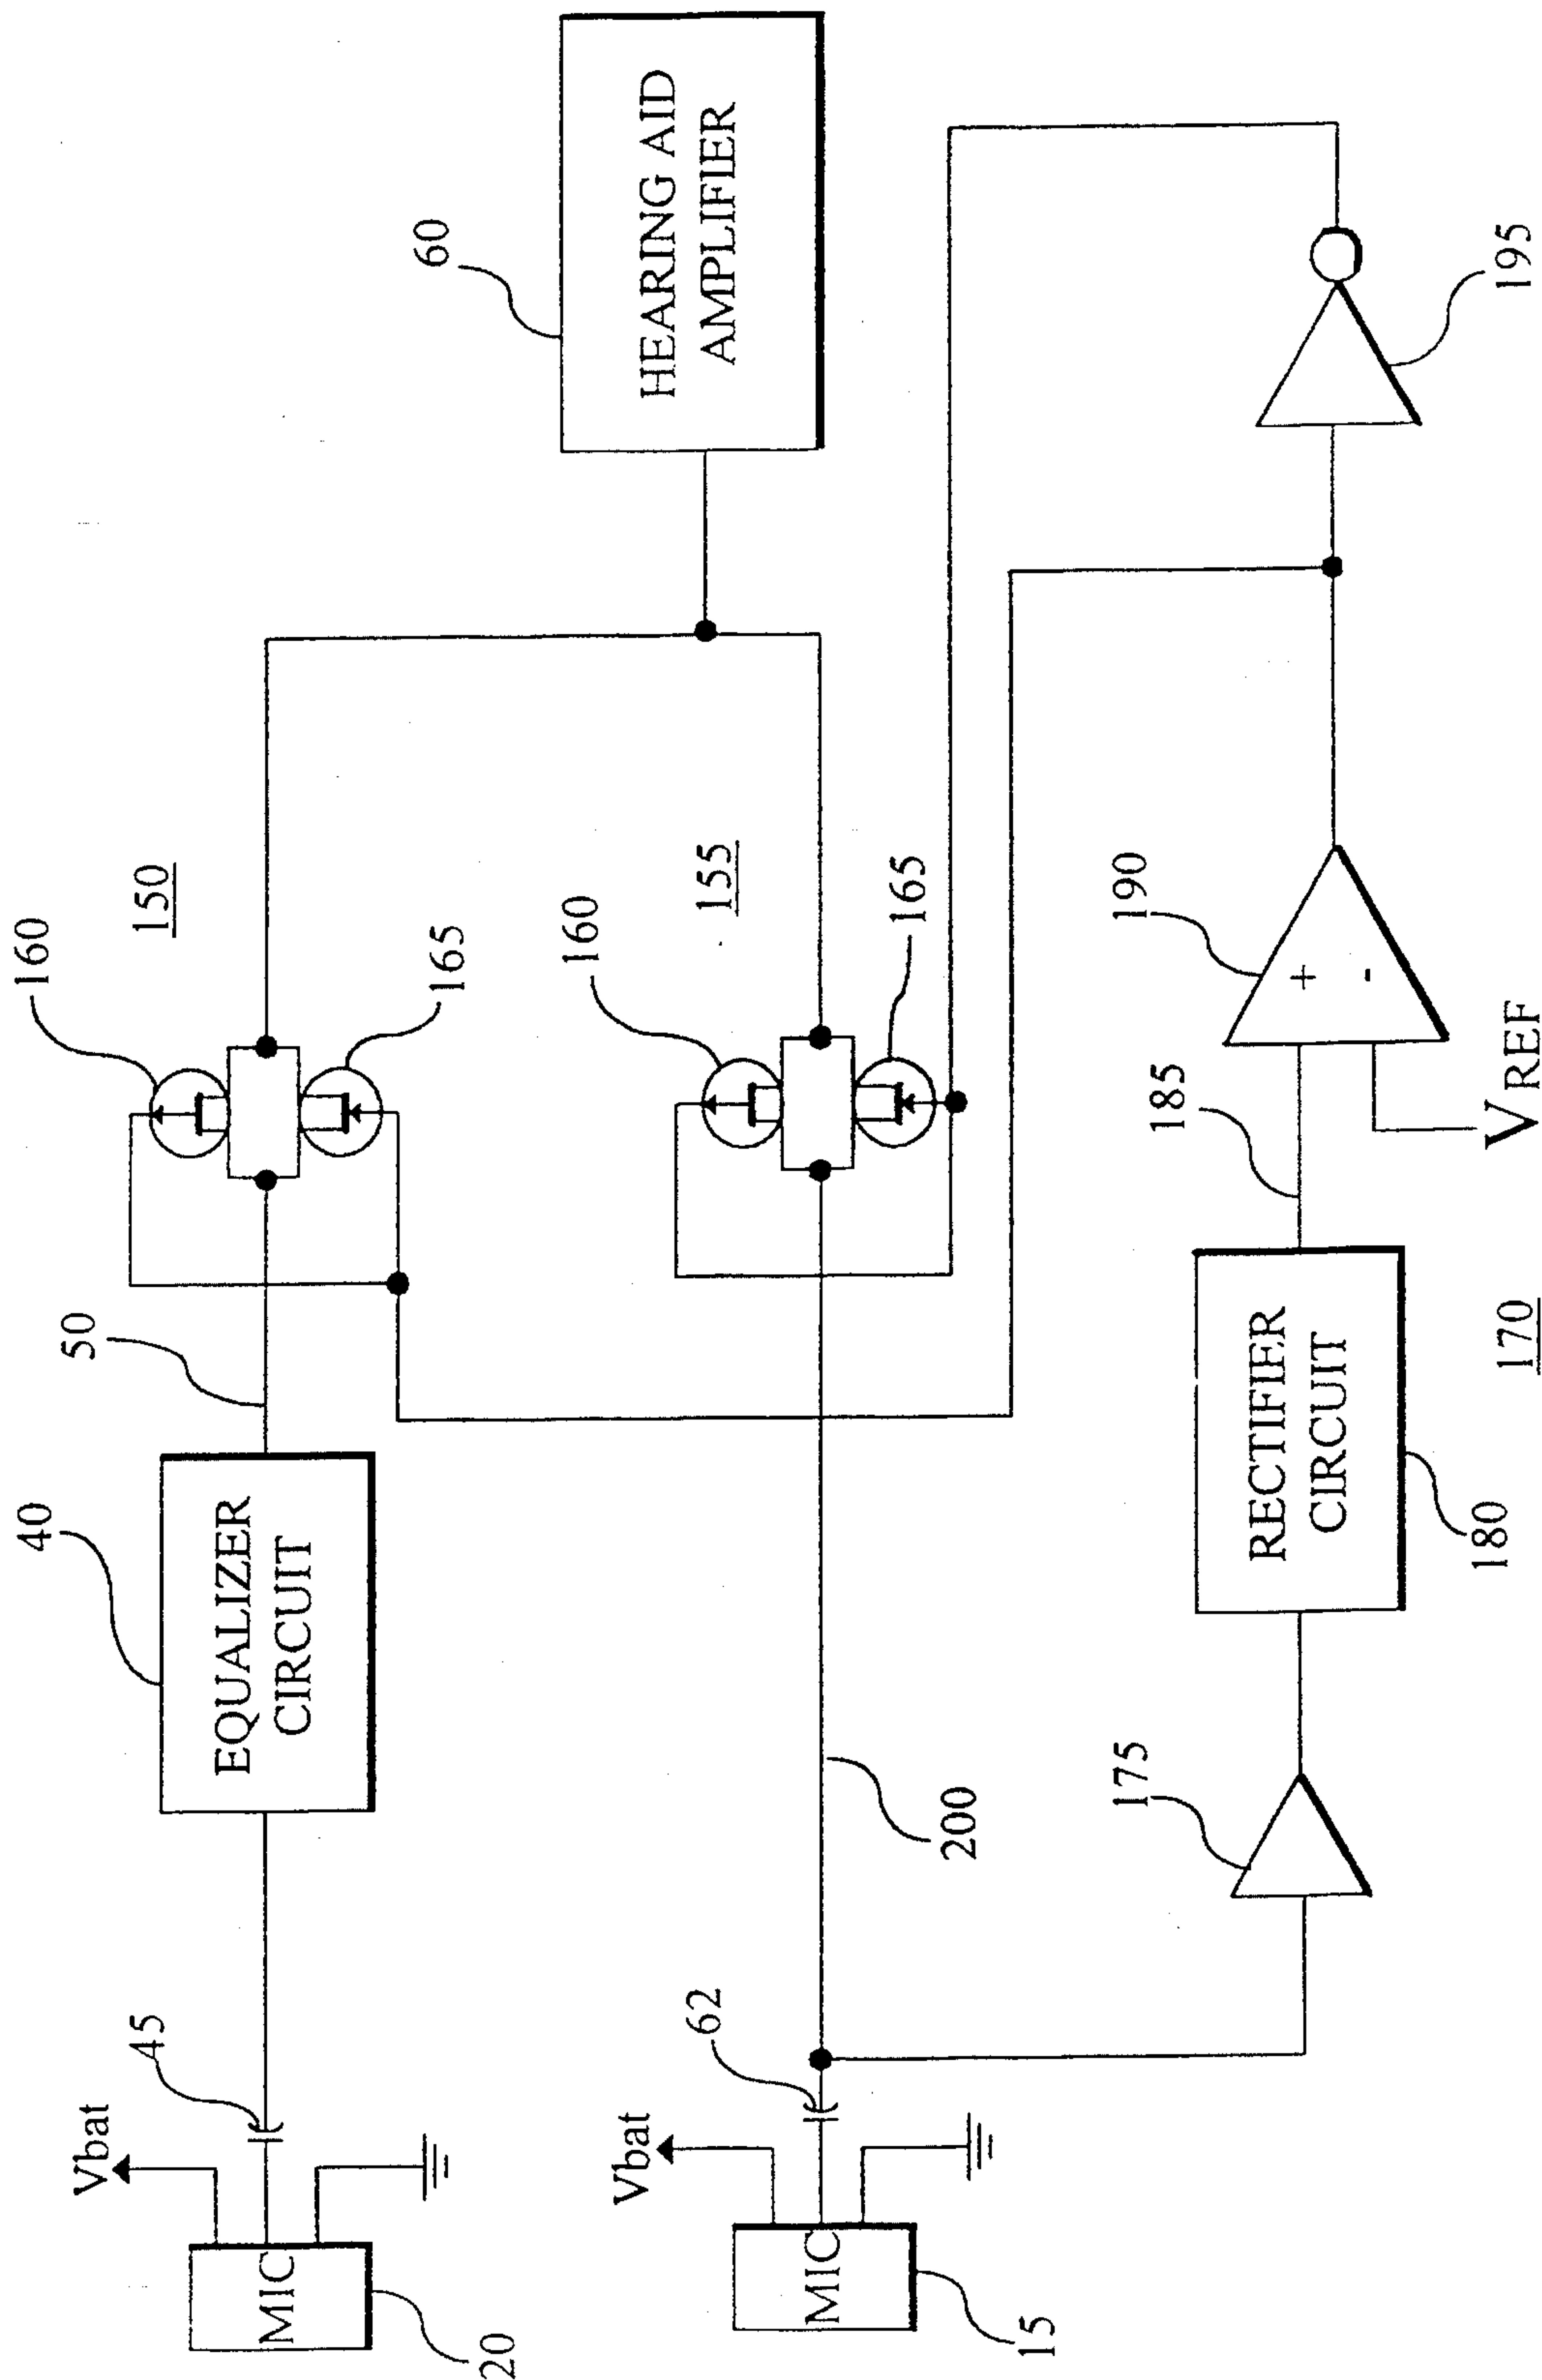 Vbat
MIC
20
45
40
EQUALIZER
CIRCUIT
50
160
165
150
60
HEARING AID
AMPLIFIER
Vbat
MIC
15
62
200
160
165
155
175
RECTIFIER
CIRCUIT
180
170
185
190
+
-
VREF
195